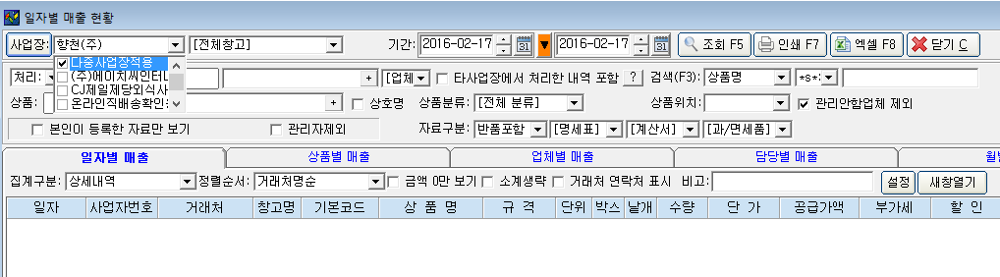 일자별 매출 현황
사업장: 향천(주) [전체창고] 기간: 2016-02-17 2016-02-17 조회 F5 인쇄 F7 엑셀 F8 닫기 C
다중사업장적용
(주)에이치씨인터
CJ제일제당외식사
온라인직배송확인
처리: + [업체 타사업장에서 처리한 내역 포함 ? 검색(F3): 상품명 *s*:
상품: + 상호명 상품분류: [전체 분류] 상품위치: 관리안함업체 제외
본인이 등록한 자료만 보기 관리자제외 자료구분: 반품포함 [명세표] [계산서] [과/면세품]
일자별 매출 상품별 매출 업체별 매출 담당별 매출
집계구분: 상세내역 정렬순서: 거래처명순 금액 0만 보기 소계생략 거래처 연락처 표시 비고: 설정 새창열기
일자 사업자번호 거래처 창고명 기본코드 상 품 명 규 격 단위 박스 낱개 수량 단 가 공급가액 부가세 할 인